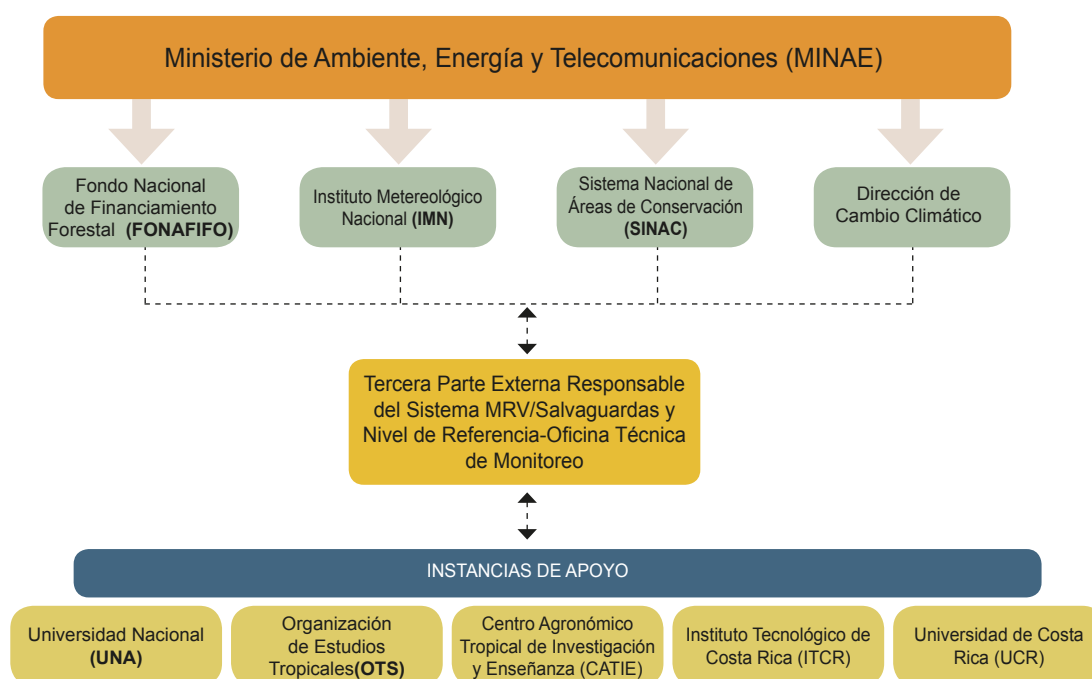 Ministerio de Ambiente, Energía y Telecomunicaciones (MINAE)
Fondo Nacional
de Financiamiento
Forestal (FONAFIFO)
Instituto Metereológico
Nacional (IMN)
Sistema Nacional de
Áreas de Conservación
(SINAC)
Dirección de
Cambio Climático
Tercera Parte Externa Responsable
del Sistema MRV/Salvaguardas y
Nivel de Referencia-Oficina Técnica
de Monitoreo
INSTANCIAS DE APOYO
Universidad Nacional
(UNA)
Organización
de Estudios
Tropicales(OTS)
Centro Agronómico
Tropical de Investigación
y Enseñanza (CATIE)
Instituto Tecnológico de
Costa Rica (ITCR)
Universidad de Costa
Rica (UCR)